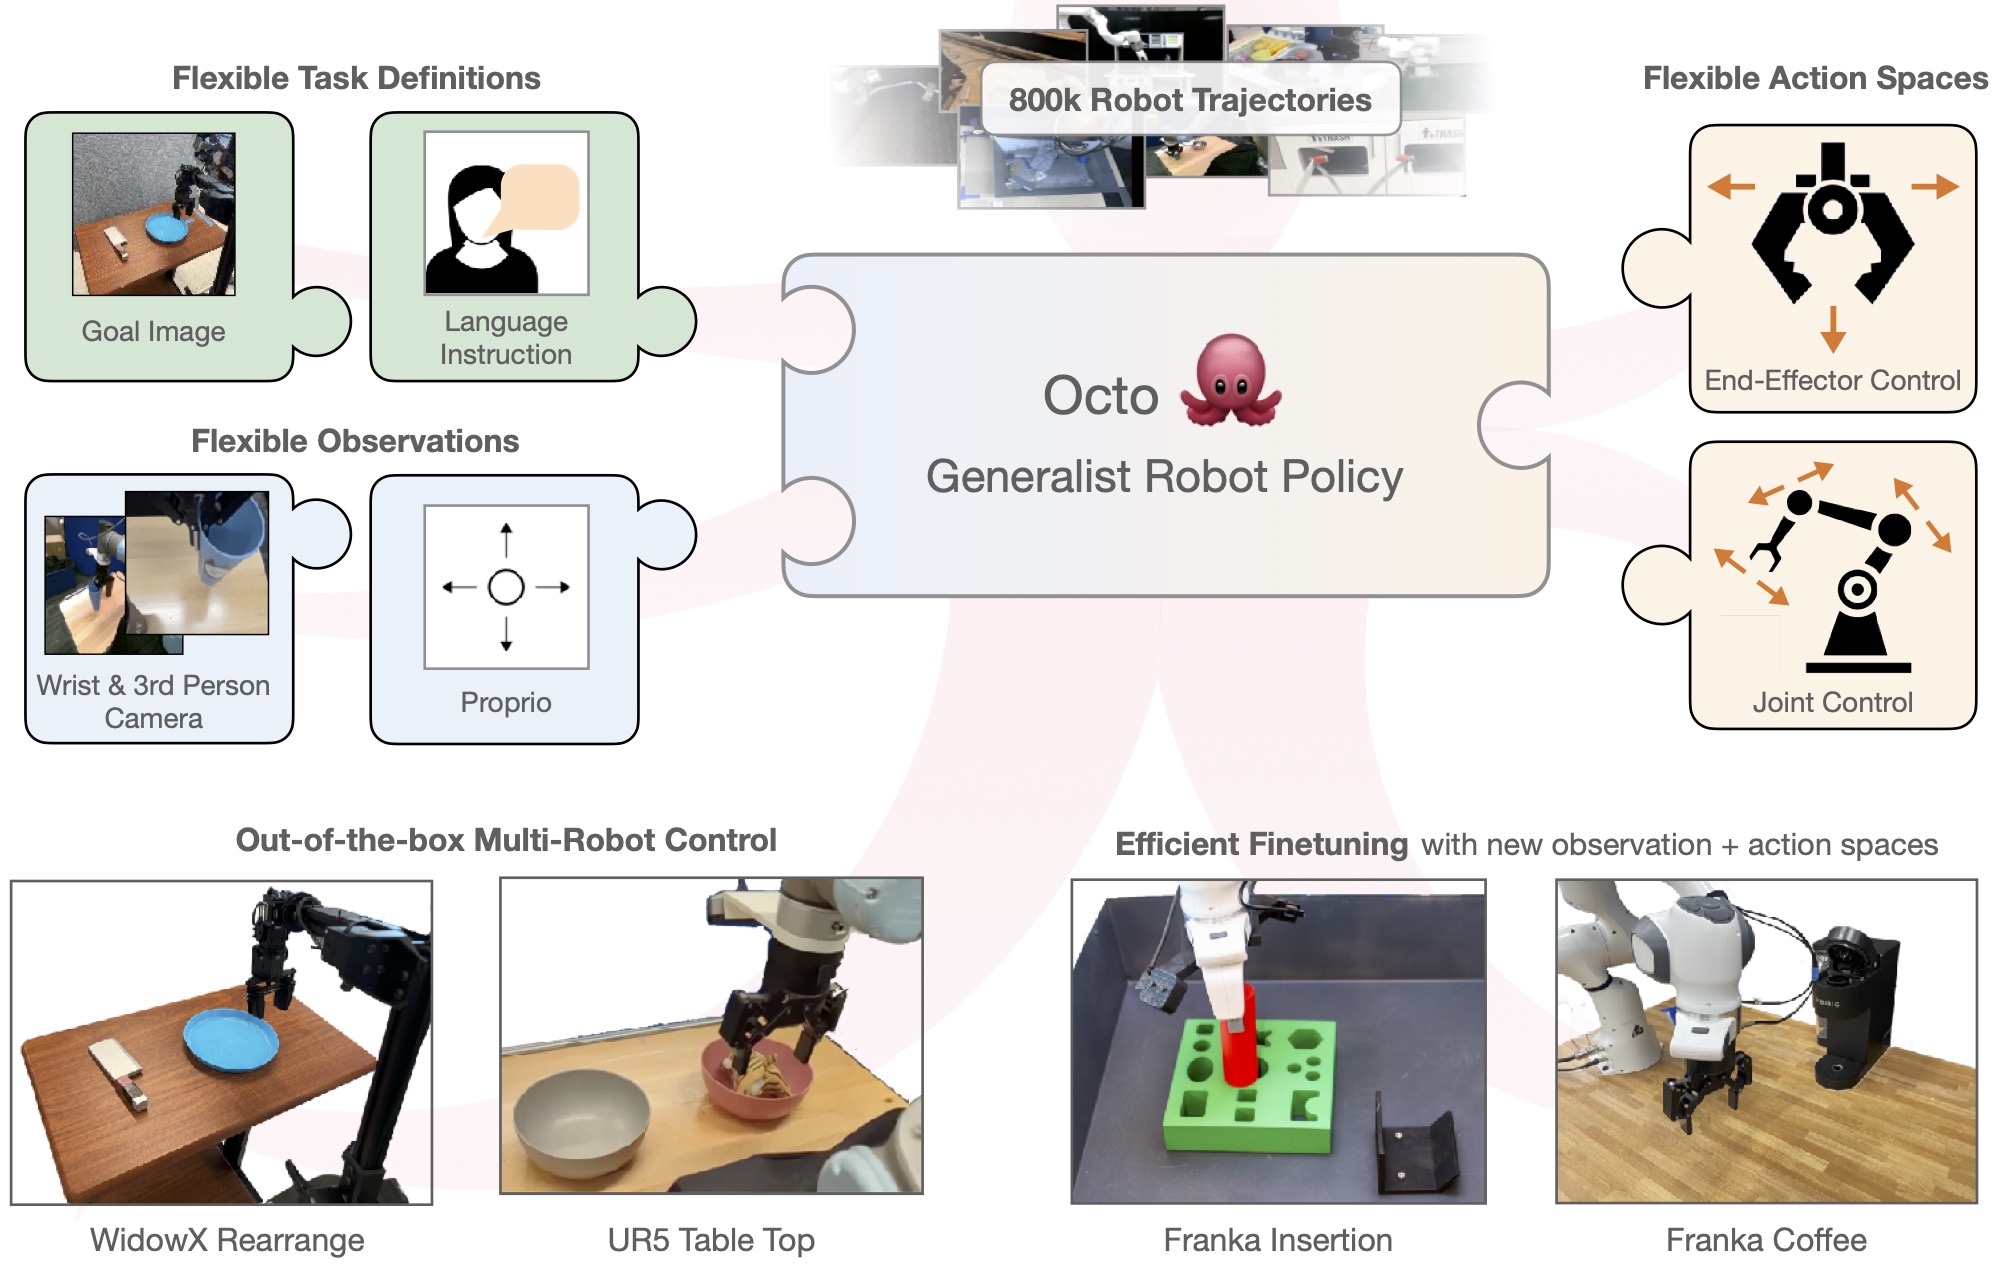 Flexible Task Definitions
Goal Image
Language
Instruction
Flexible Observations
Wrist & 3rd Person
Camera
Proprio
800k Robot Trajectories
TRASH
TRASH
Octo
Generalist Robot Policy
Flexible Action Spaces
End-Effector Control
Joint Control
Out-of-the-box Multi-Robot Control
WidowX Rearrange
UR5 Table Top
Efficient Finetuning with new observation + action spaces
Franka Insertion
Franka Coffee